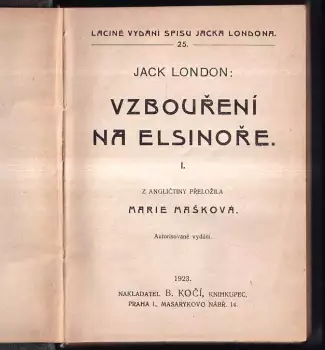 LACINÉ VYDÁNÍ SPISŮ JACKA LONDONA.
25.
JACK LONDON:
VZBOUŘENÍ
NA ELSINOŘE.
I.
Z ANGLIČTINY PŘELOŽILA
MARIE MAŠKOVÁ.
Autorisované vydání.
1923.
NAKLADATEL B. KOČÍ, KNIHKUPEC,
PRAHA I., MASARYKOVO NÁBŘ. 14.